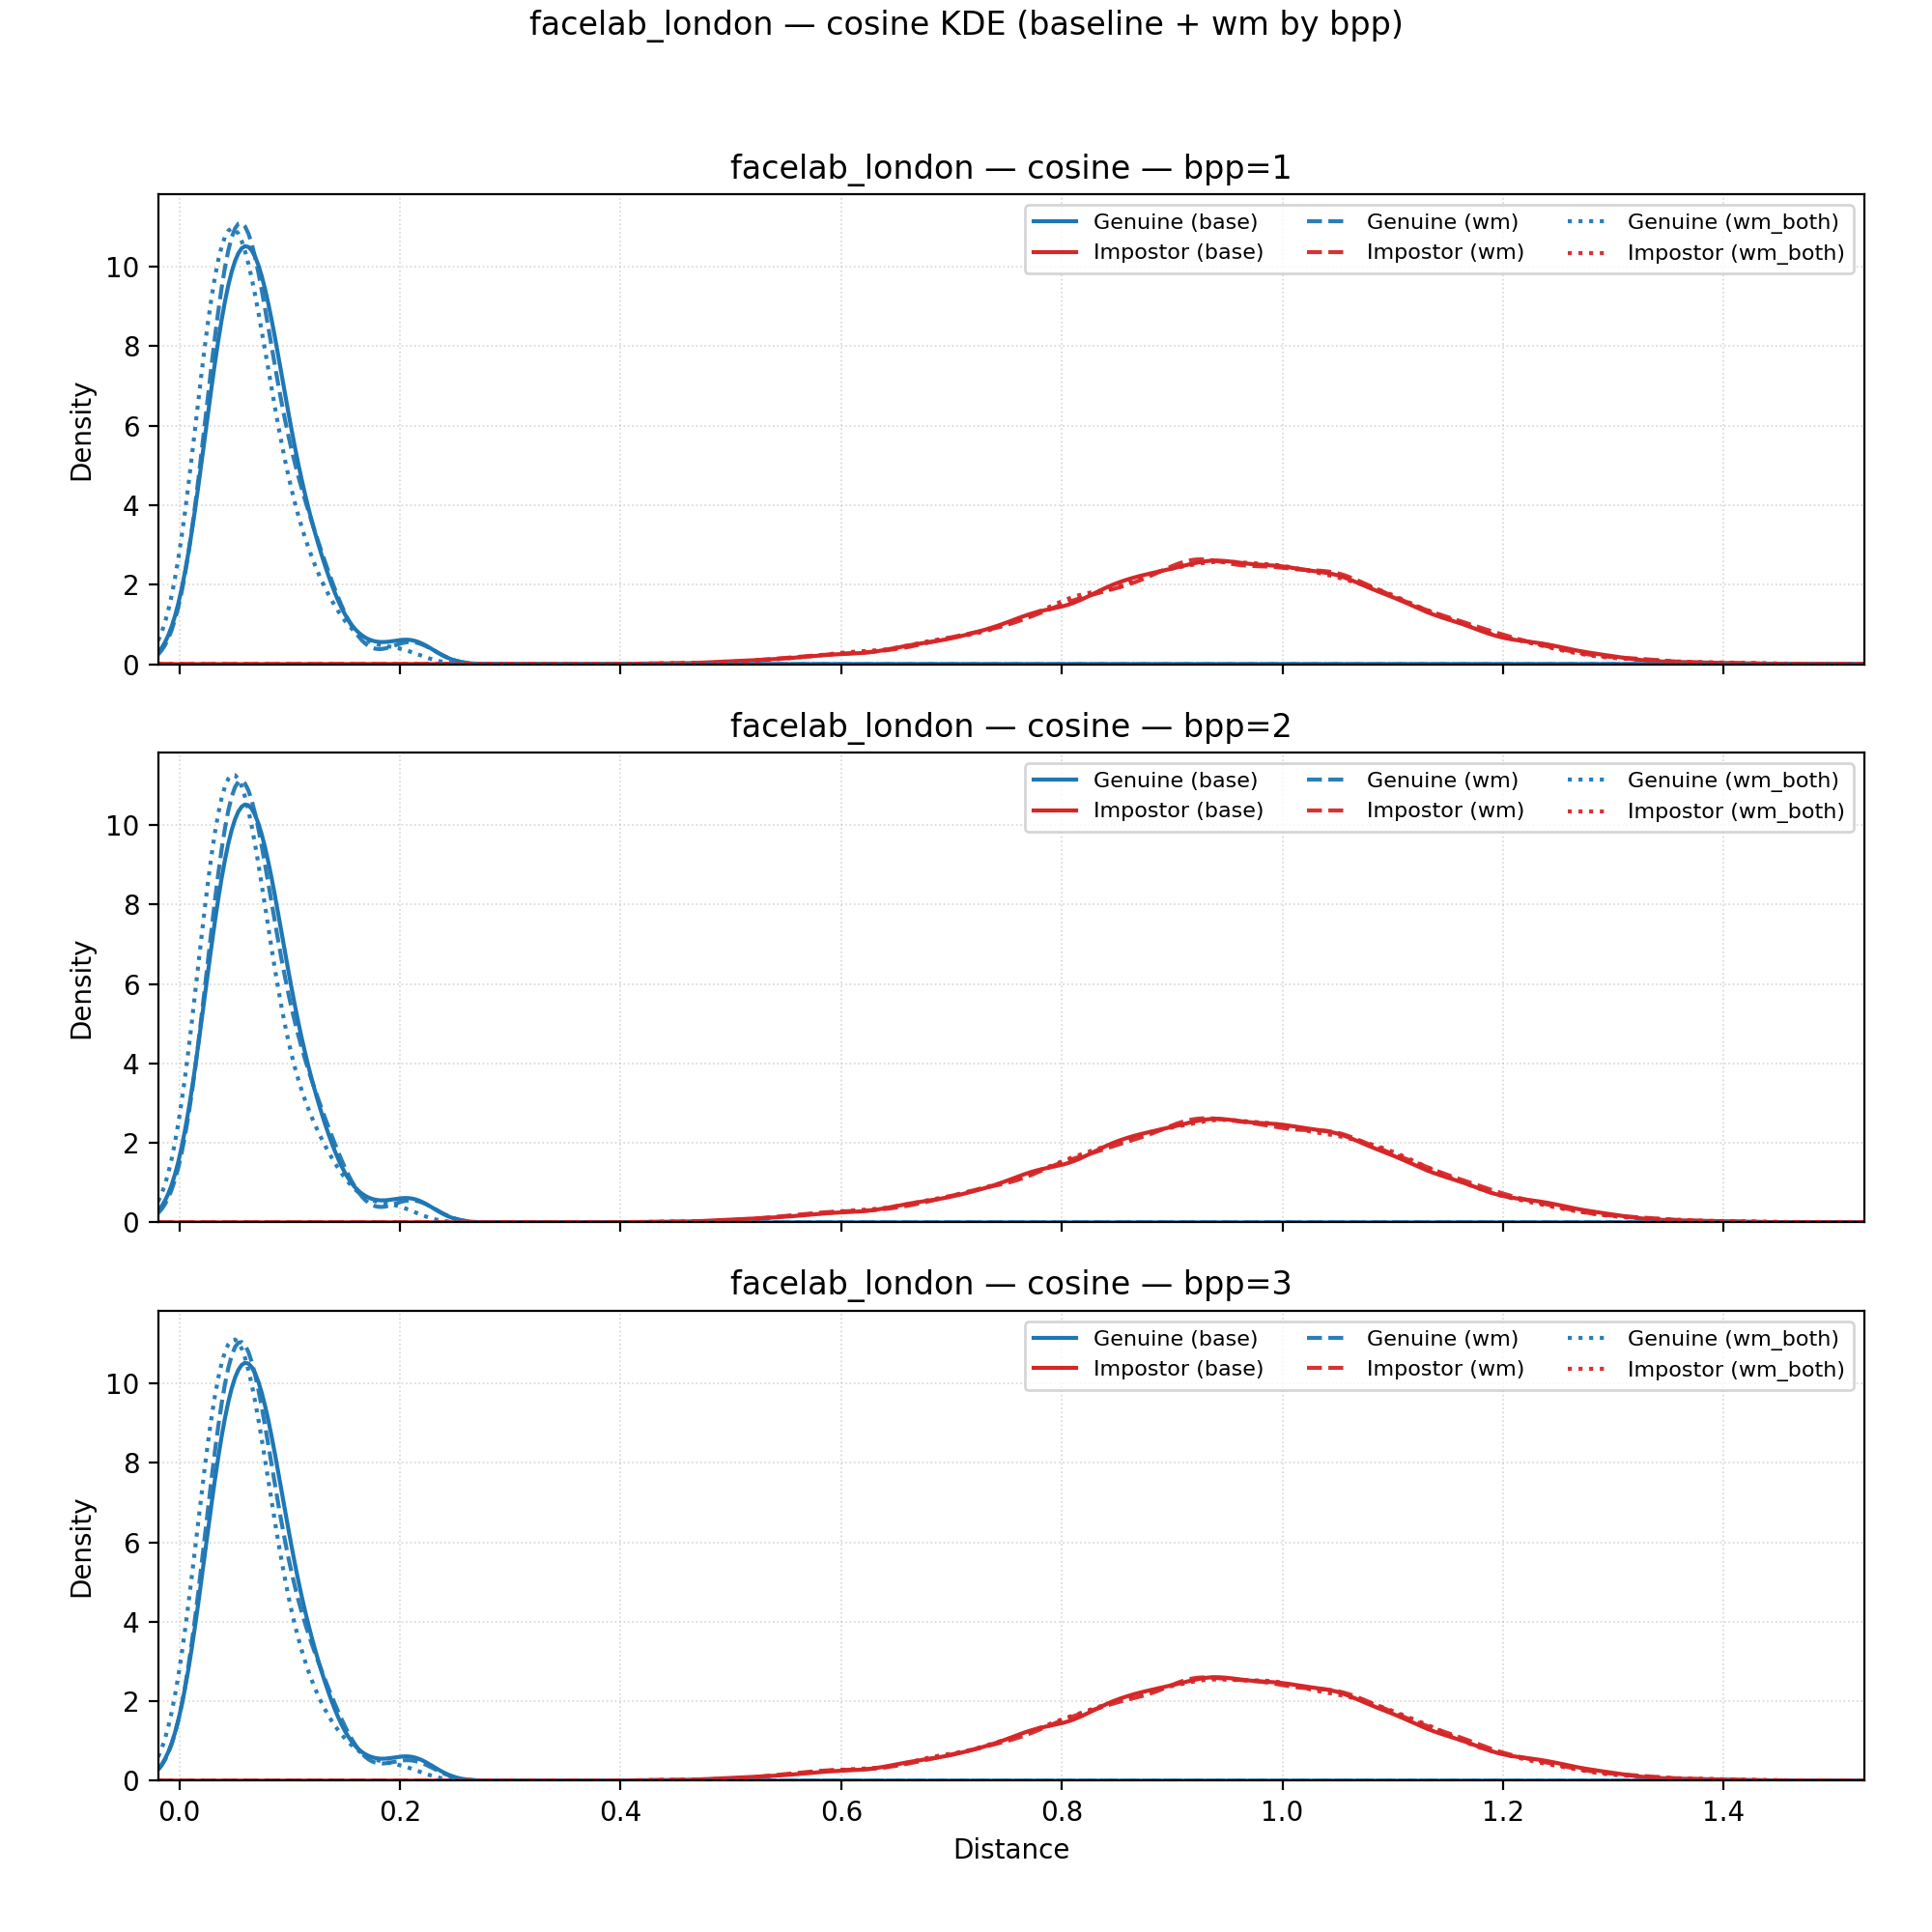 facelab_london — cosine KDE (baseline + wm by bpp)
facelab_london — cosine — bpp=1
Genuine (base) Genuine (wm) Genuine (wm_both)
Impostor (base) Impostor (wm) Impostor (wm_both)
10
8
6
4
2
0
Density
facelab_london — cosine — bpp=2
Genuine (base) Genuine (wm) Genuine (wm_both)
Impostor (base) Impostor (wm) Impostor (wm_both)
10
8
6
4
2
0
Density
facelab_london — cosine — bpp=3
Genuine (base) Genuine (wm) Genuine (wm_both)
Impostor (base) Impostor (wm) Impostor (wm_both)
10
8
6
4
2
0
Density
0.0 0.2 0.4 0.6 0.8 1.0 1.2 1.4
Distance